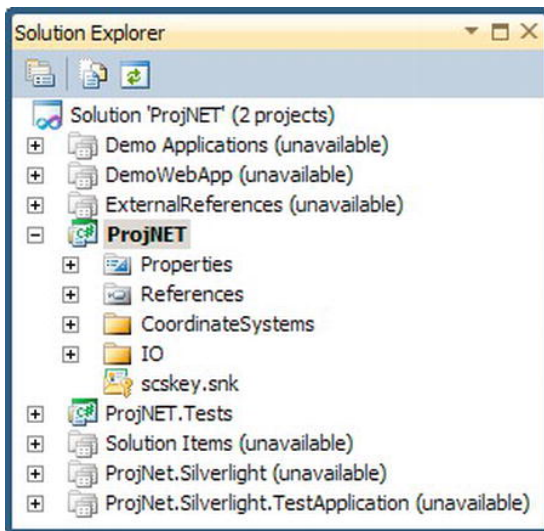 Solution Explorer
Solution 'ProjNET' (2 projects)
Demo Applications (unavailable)
DemoWebApp (unavailable)
ExternalReferences (unavailable)
ProjNET
Properties
References
CoordinateSystems
IO
scskey.snk
ProjNET.Tests
Solution Items (unavailable)
ProjNet.Silverlight (unavailable)
ProjNet.Silverlight.TestApplication (unavailable)